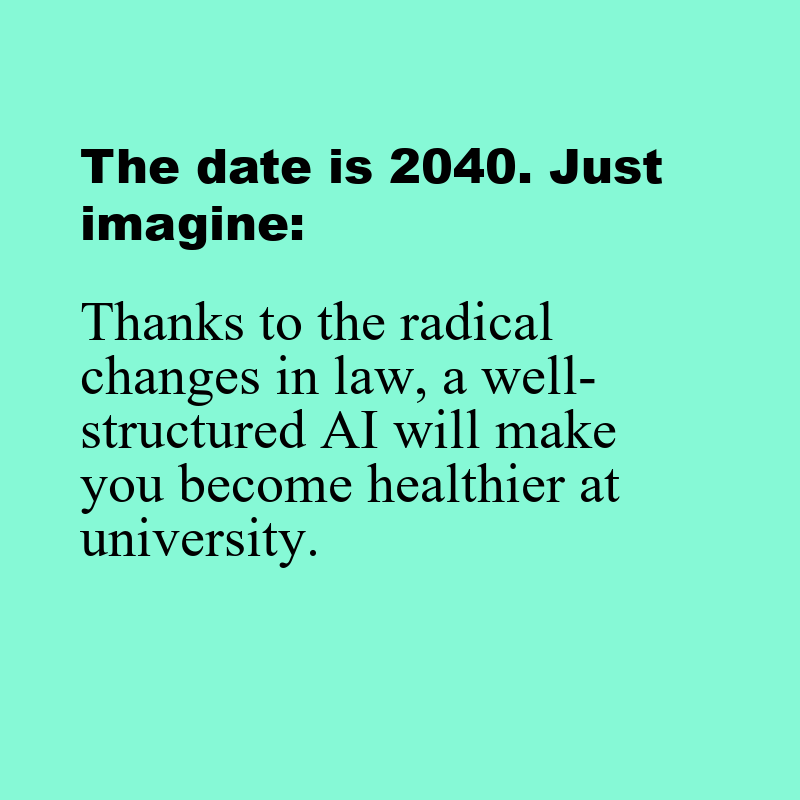 The date is 2040. Just
imagine:
Thanks to the radical
changes in law, a well-
structured AI will make
you become healthier at
university.